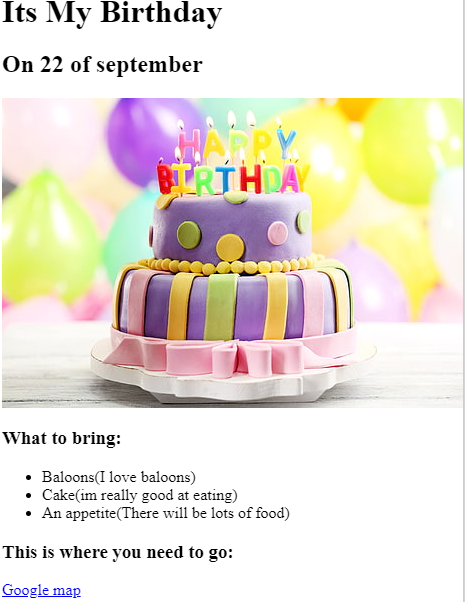 Its My Birthday
On 22 of september
HAPPY
BIRTHDAY
What to bring:
Baloons(I love baloons)
Cake(im really good at eating)
An appetite(There will be lots of food)
This is where you need to go:
Google map